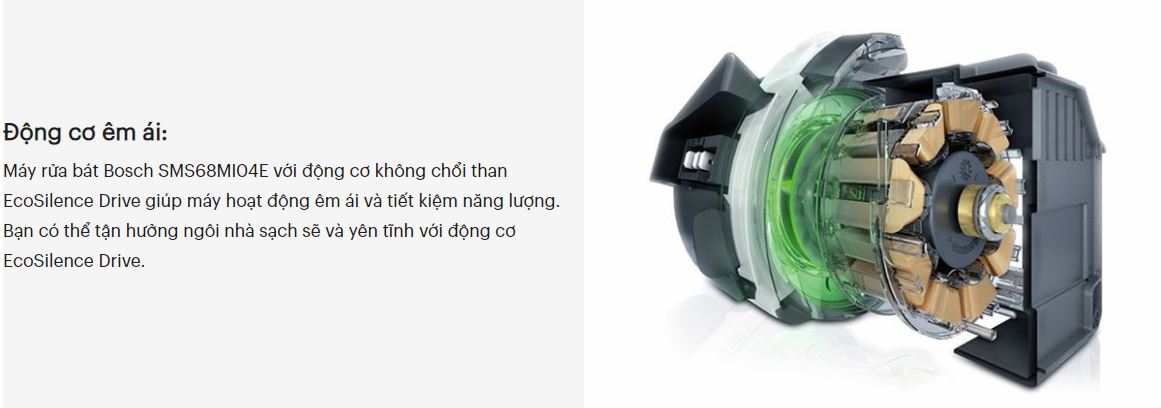 Động cơ êm ái:
Máy rửa bát Bosch SMS68MI04E với động cơ không chổi than
EcoSilence Drive giúp máy hoạt động êm ái và tiết kiệm năng lượng.
Bạn có thể tận hưởng ngôi nhà sạch sẽ và yên tĩnh với động cơ
EcoSilence Drive.